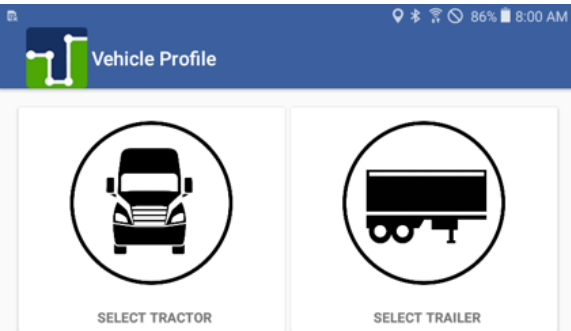 86% 8:00 AM
Vehicle Profile
SELECT TRACTOR
SELECT TRAILER